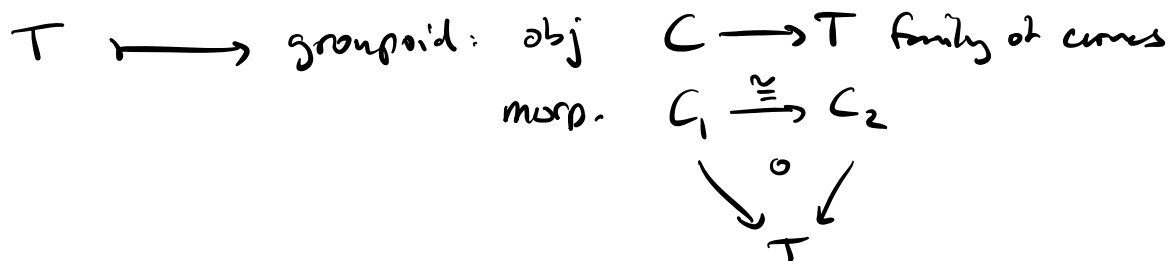 T ⟼ groupoid: obj C → T family of curves
morp. C₁ ≅→ C₂
↘ ○ ↙
T